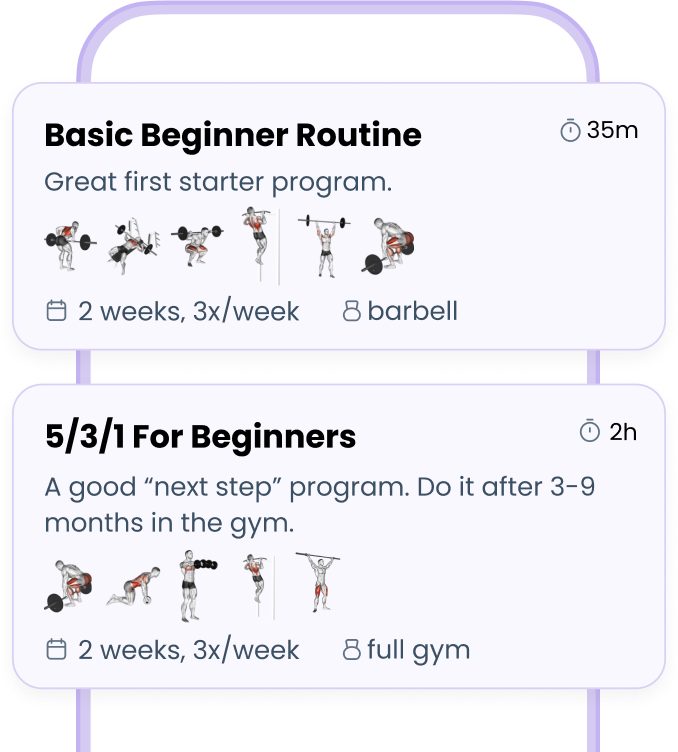 Basic Beginner Routine
35m
Great first starter program.
2 weeks, 3x/week
barbell
5/3/1 For Beginners
2h
A good “next step” program. Do it after 3-9
months in the gym.
2 weeks, 3x/week
full gym